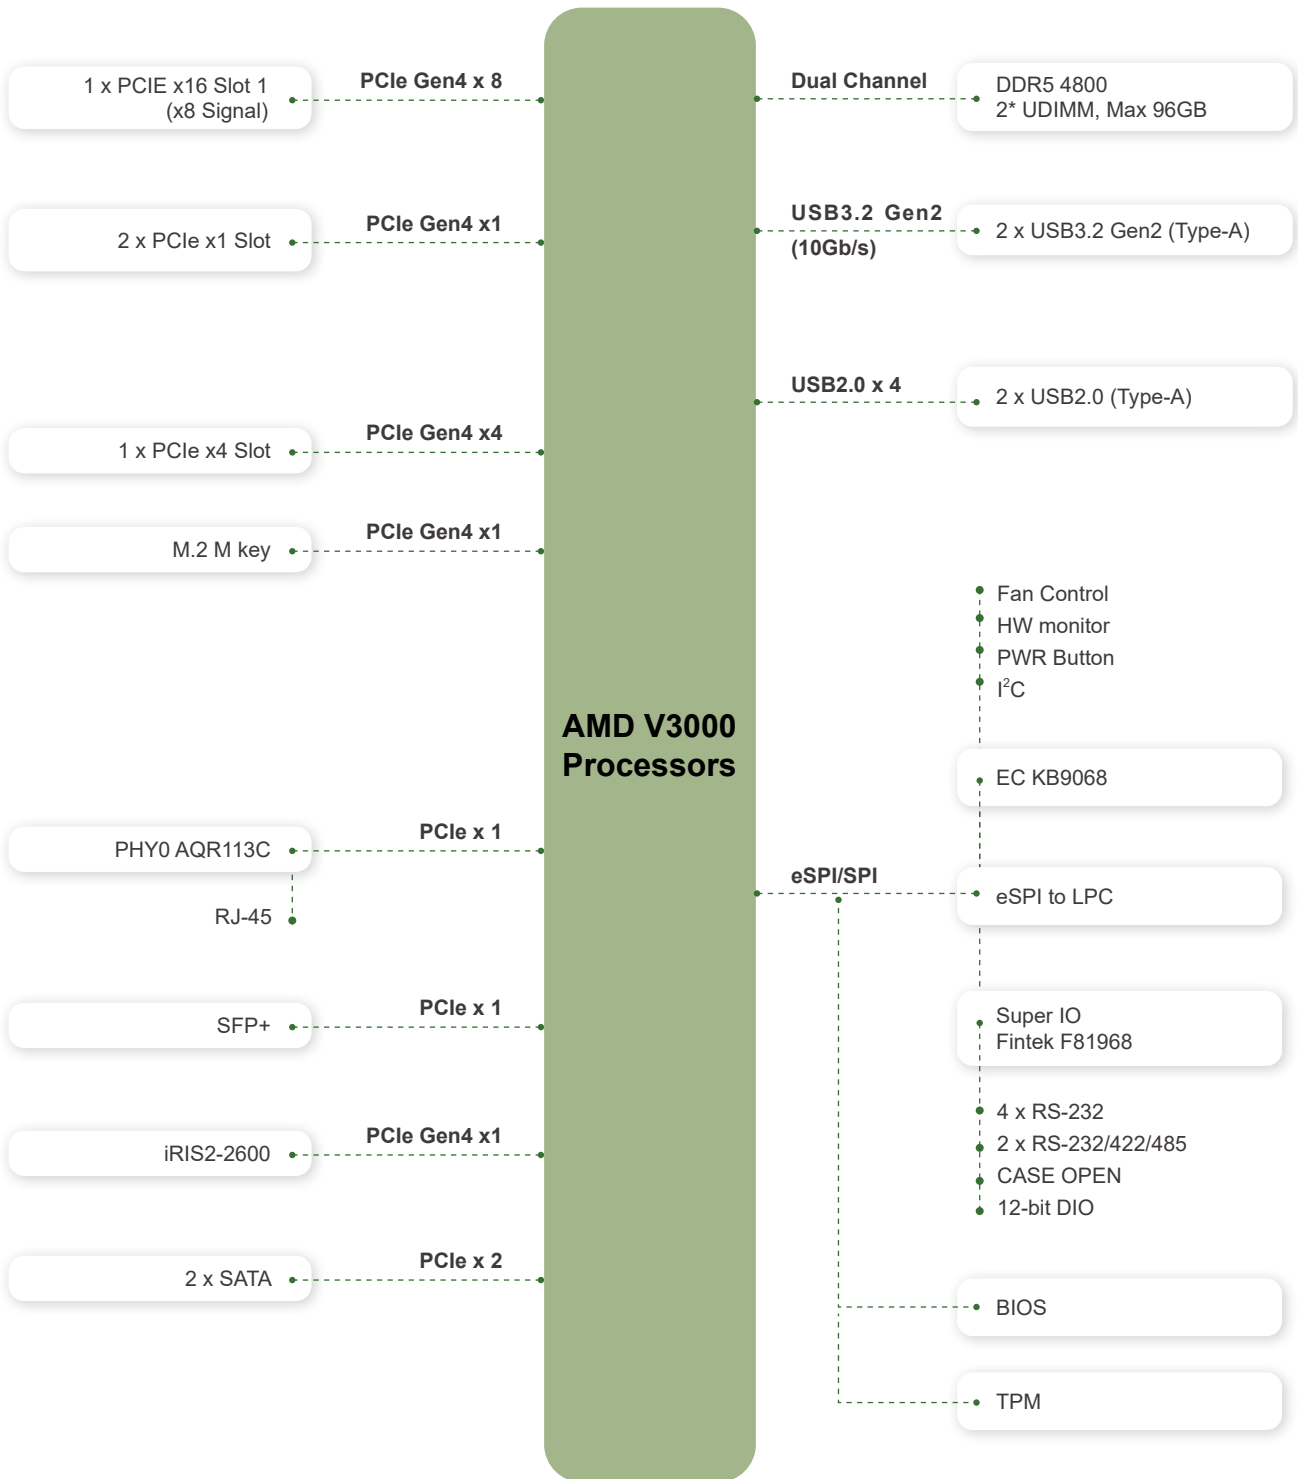 1 x PCIE x16 Slot 1
(x8 Signal)
PCIe Gen4 x 8
2 x PCIe x1 Slot
PCIe Gen4 x1
1 x PCIe x4 Slot
PCIe Gen4 x4
M.2 M key
PCIe Gen4 x1
PHY0 AQR113C
PCIe x 1
RJ-45
SFP+
PCIe x 1
iRIS2-2600
PCIe Gen4 x1
2 x SATA
PCIe x 2
AMD V3000
Processors
Dual Channel
DDR5 4800
2* UDIMM, Max 96GB
USB3.2 Gen2
(10Gb/s)
2 x USB3.2 Gen2 (Type-A)
USB2.0 x 4
2 x USB2.0 (Type-A)
Fan Control
HW monitor
PWR Button
I²C
EC KB9068
eSPI/SPI
eSPI to LPC
Super IO
Fintek F81968
4 x RS-232
2 x RS-232/422/485
CASE OPEN
12-bit DIO
BIOS
TPM